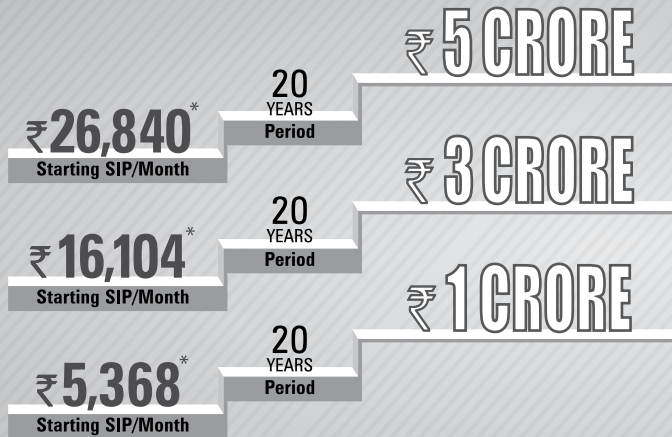 ₹26,840*
Starting SIP/Month
20
YEARS
Period
₹ 5 CRORE
₹16,104*
Starting SIP/Month
20
YEARS
Period
₹ 3 CRORE
₹5,368*
Starting SIP/Month
20
YEARS
Period
₹ 1 CRORE